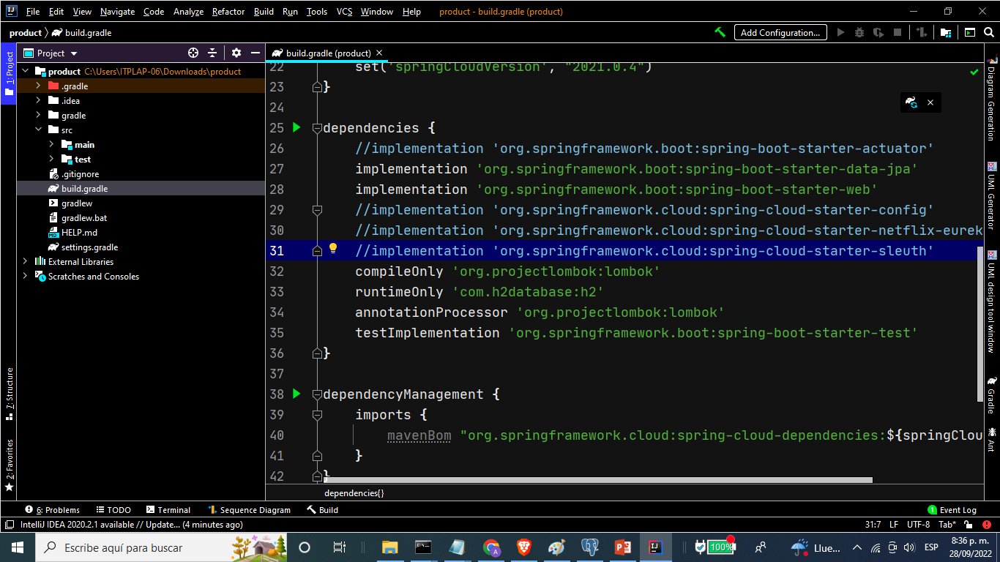 File Edit View Navigate Code Analyze Refactor Build Run Tools VCS Window Help product - build.gradle (product)
product build.gradle Add Configuration...
1: Project
Project
product C:\Users\ITPLAP-06\Downloads\product
.gradle
.idea
gradle
src
main
test
.gitignore
build.gradle
gradlew
gradlew.bat
HELP.md
settings.gradle
External Libraries
Scratches and Consoles
7: Structure
2: Favorites
build.gradle (product)
22 set('springCloudVersion', "2021.0.4")
23 }
24
25 dependencies {
26 //implementation 'org.springframework.boot:spring-boot-starter-actuator'
27 implementation 'org.springframework.boot:spring-boot-starter-data-jpa'
28 implementation 'org.springframework.boot:spring-boot-starter-web'
29 //implementation 'org.springframework.cloud:spring-cloud-starter-config'
30 //implementation 'org.springframework.cloud:spring-cloud-starter-netflix-eurek
31 //implementation 'org.springframework.cloud:spring-cloud-starter-sleuth'
32 compileOnly 'org.projectlombok:lombok'
33 runtimeOnly 'com.h2database:h2'
34 annotationProcessor 'org.projectlombok:lombok'
35 testImplementation 'org.springframework.boot:spring-boot-starter-test'
36 }
37
38 dependencyManagement {
39 imports {
40 mavenBom "org.springframework.cloud:spring-cloud-dependencies:${springClou
41 }
42 }
dependencies{}
Diagram Generation
UML Generator
UML design tool window
Gradle
Ant
6: Problems TODO Terminal Sequence Diagram Build 1 Event Log
IntelliJ IDEA 2020.2.1 available // Update... (4 minutes ago) 31:7 LF UTF-8 Tab*
Escribe aquí para buscar 100% Llue... ESP 8:36 p. m.
28/09/2022